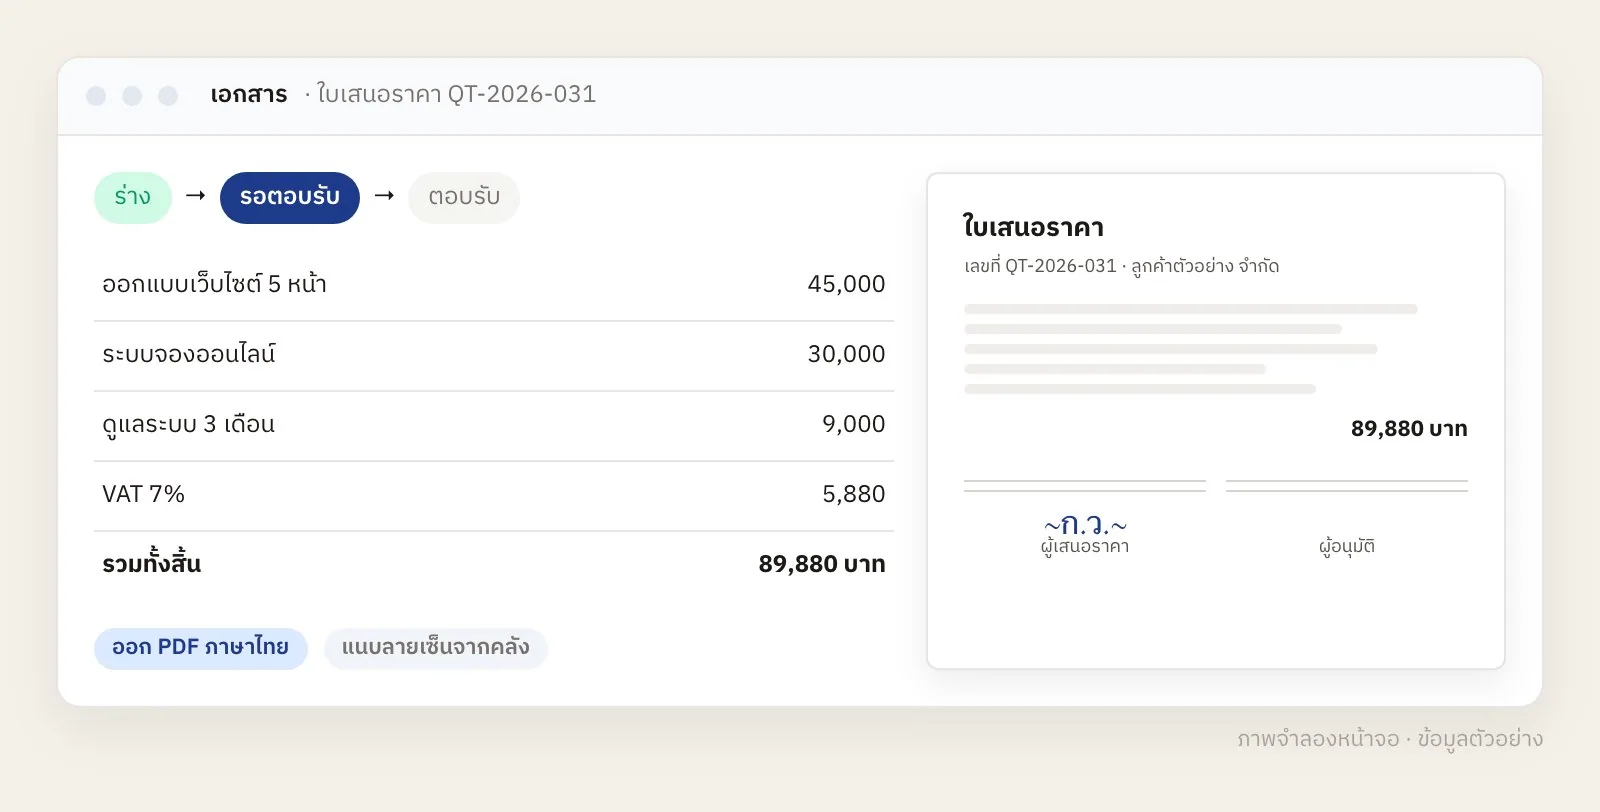 เอกสาร · ใบเสนอราคา QT-2026-031
ร่าง → รอตอบรับ → ตอบรับ
ออกแบบเว็บไซต์ 5 หน้า 45,000
ระบบจองออนไลน์ 30,000
ดูแลระบบ 3 เดือน 9,000
VAT 7% 5,880
รวมทั้งสิ้น 89,880 บาท
ออก PDF ภาษาไทย แนบลายเซ็นจากคลัง
ใบเสนอราคา
เลขที่ QT-2026-031 · ลูกค้าตัวอย่าง จำกัด
89,880 บาท
~ก.ว.~
ผู้เสนอราคา ผู้อนุมัติ
ภาพจำลองหน้าจอ · ข้อมูลตัวอย่าง